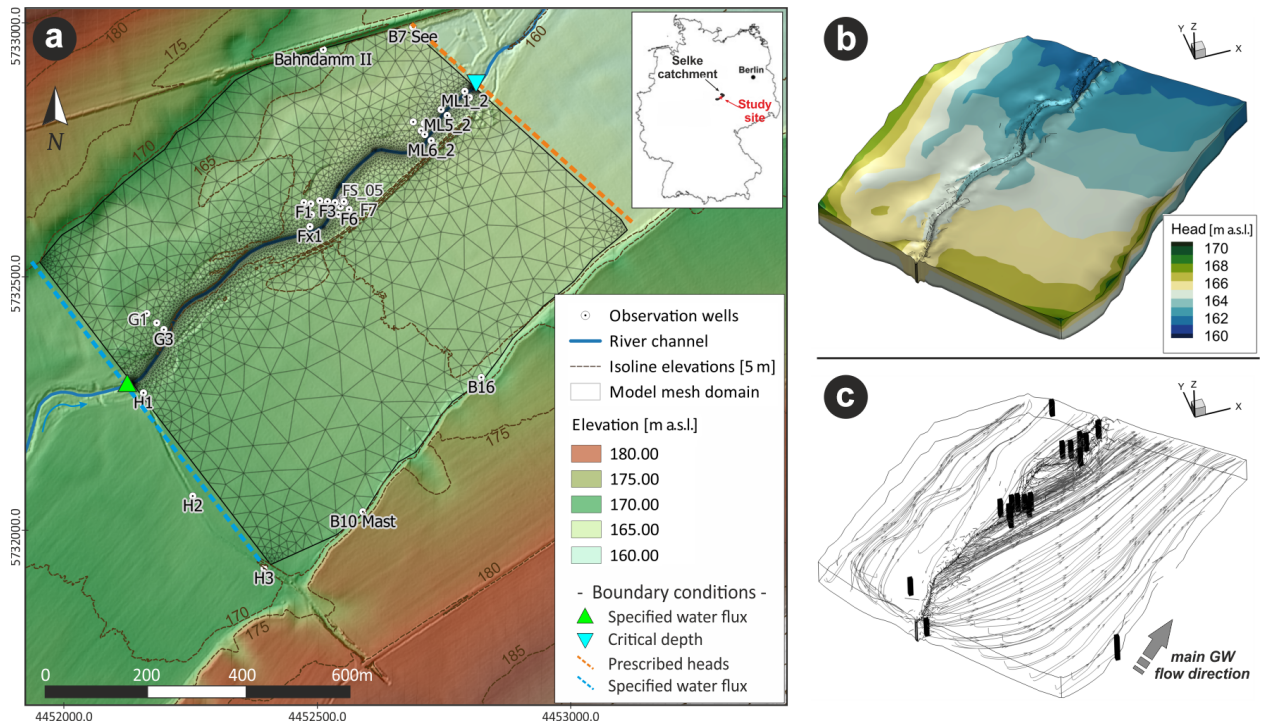 a
5733000.0
5732500.0
5732000.0
4452000.0
4452500.0
4453000.0
180
175
170
165
160
B7 See
Bahndamm II
ML1_2
ML5_2
ML6_2
FS_05
F1
F3
F7
F6
Fx1
G1
G3
H1
B16
175
H2
B10 Mast
H3
170
175
180
185
N
0
200
400
600m
Selke
catchment
Berlin
Study
site
Observation wells
River channel
Isoline elevations [5 m]
Model mesh domain
Elevation [m a.s.l.]
180.00
175.00
170.00
165.00
160.00
- Boundary conditions -
Specified water flux
Critical depth
Prescribed heads
Specified water flux
b
Y
Z
X
Head [m a.s.l.]
170
168
166
164
162
160
c
Y
Z
X
main GW
flow direction